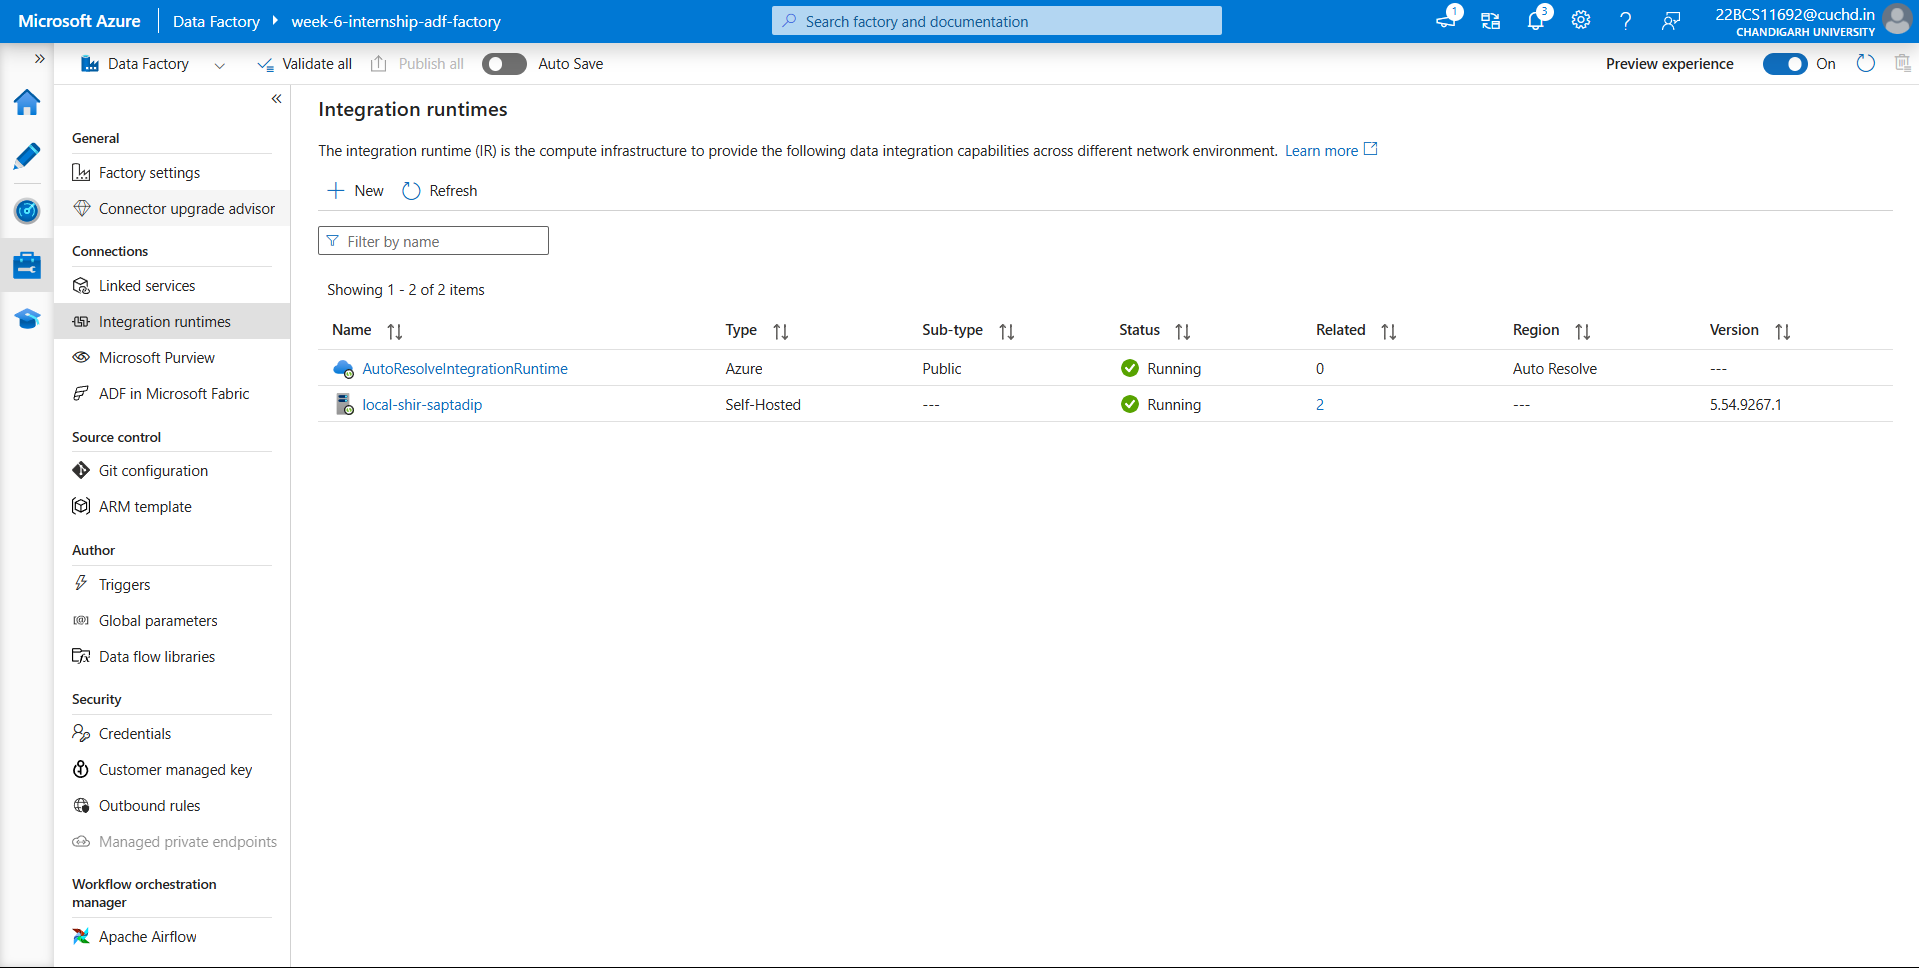 Microsoft Azure Data Factory week-6-internship-adf-factory Search factory and documentation 1 3 22BCS11692@cuchd.in
CHANDIGARH UNIVERSITY
Data Factory Validate all Publish all Auto Save Preview experience On
General
Factory settings
Connector upgrade advisor
Connections
Linked services
Integration runtimes
Microsoft Purview
ADF in Microsoft Fabric
Source control
Git configuration
ARM template
Author
Triggers
Global parameters
Data flow libraries
Security
Credentials
Customer managed key
Outbound rules
Managed private endpoints
Workflow orchestration
manager
Apache Airflow
Integration runtimes
The integration runtime (IR) is the compute infrastructure to provide the following data integration capabilities across different network environment. Learn more
New Refresh
Filter by name
Showing 1 - 2 of 2 items
Name Type Sub-type Status Related Region Version
AutoResolveIntegrationRuntime Azure Public Running 0 Auto Resolve ---
local-shir-saptadip Self-Hosted --- Running 2 --- 5.54.9267.1